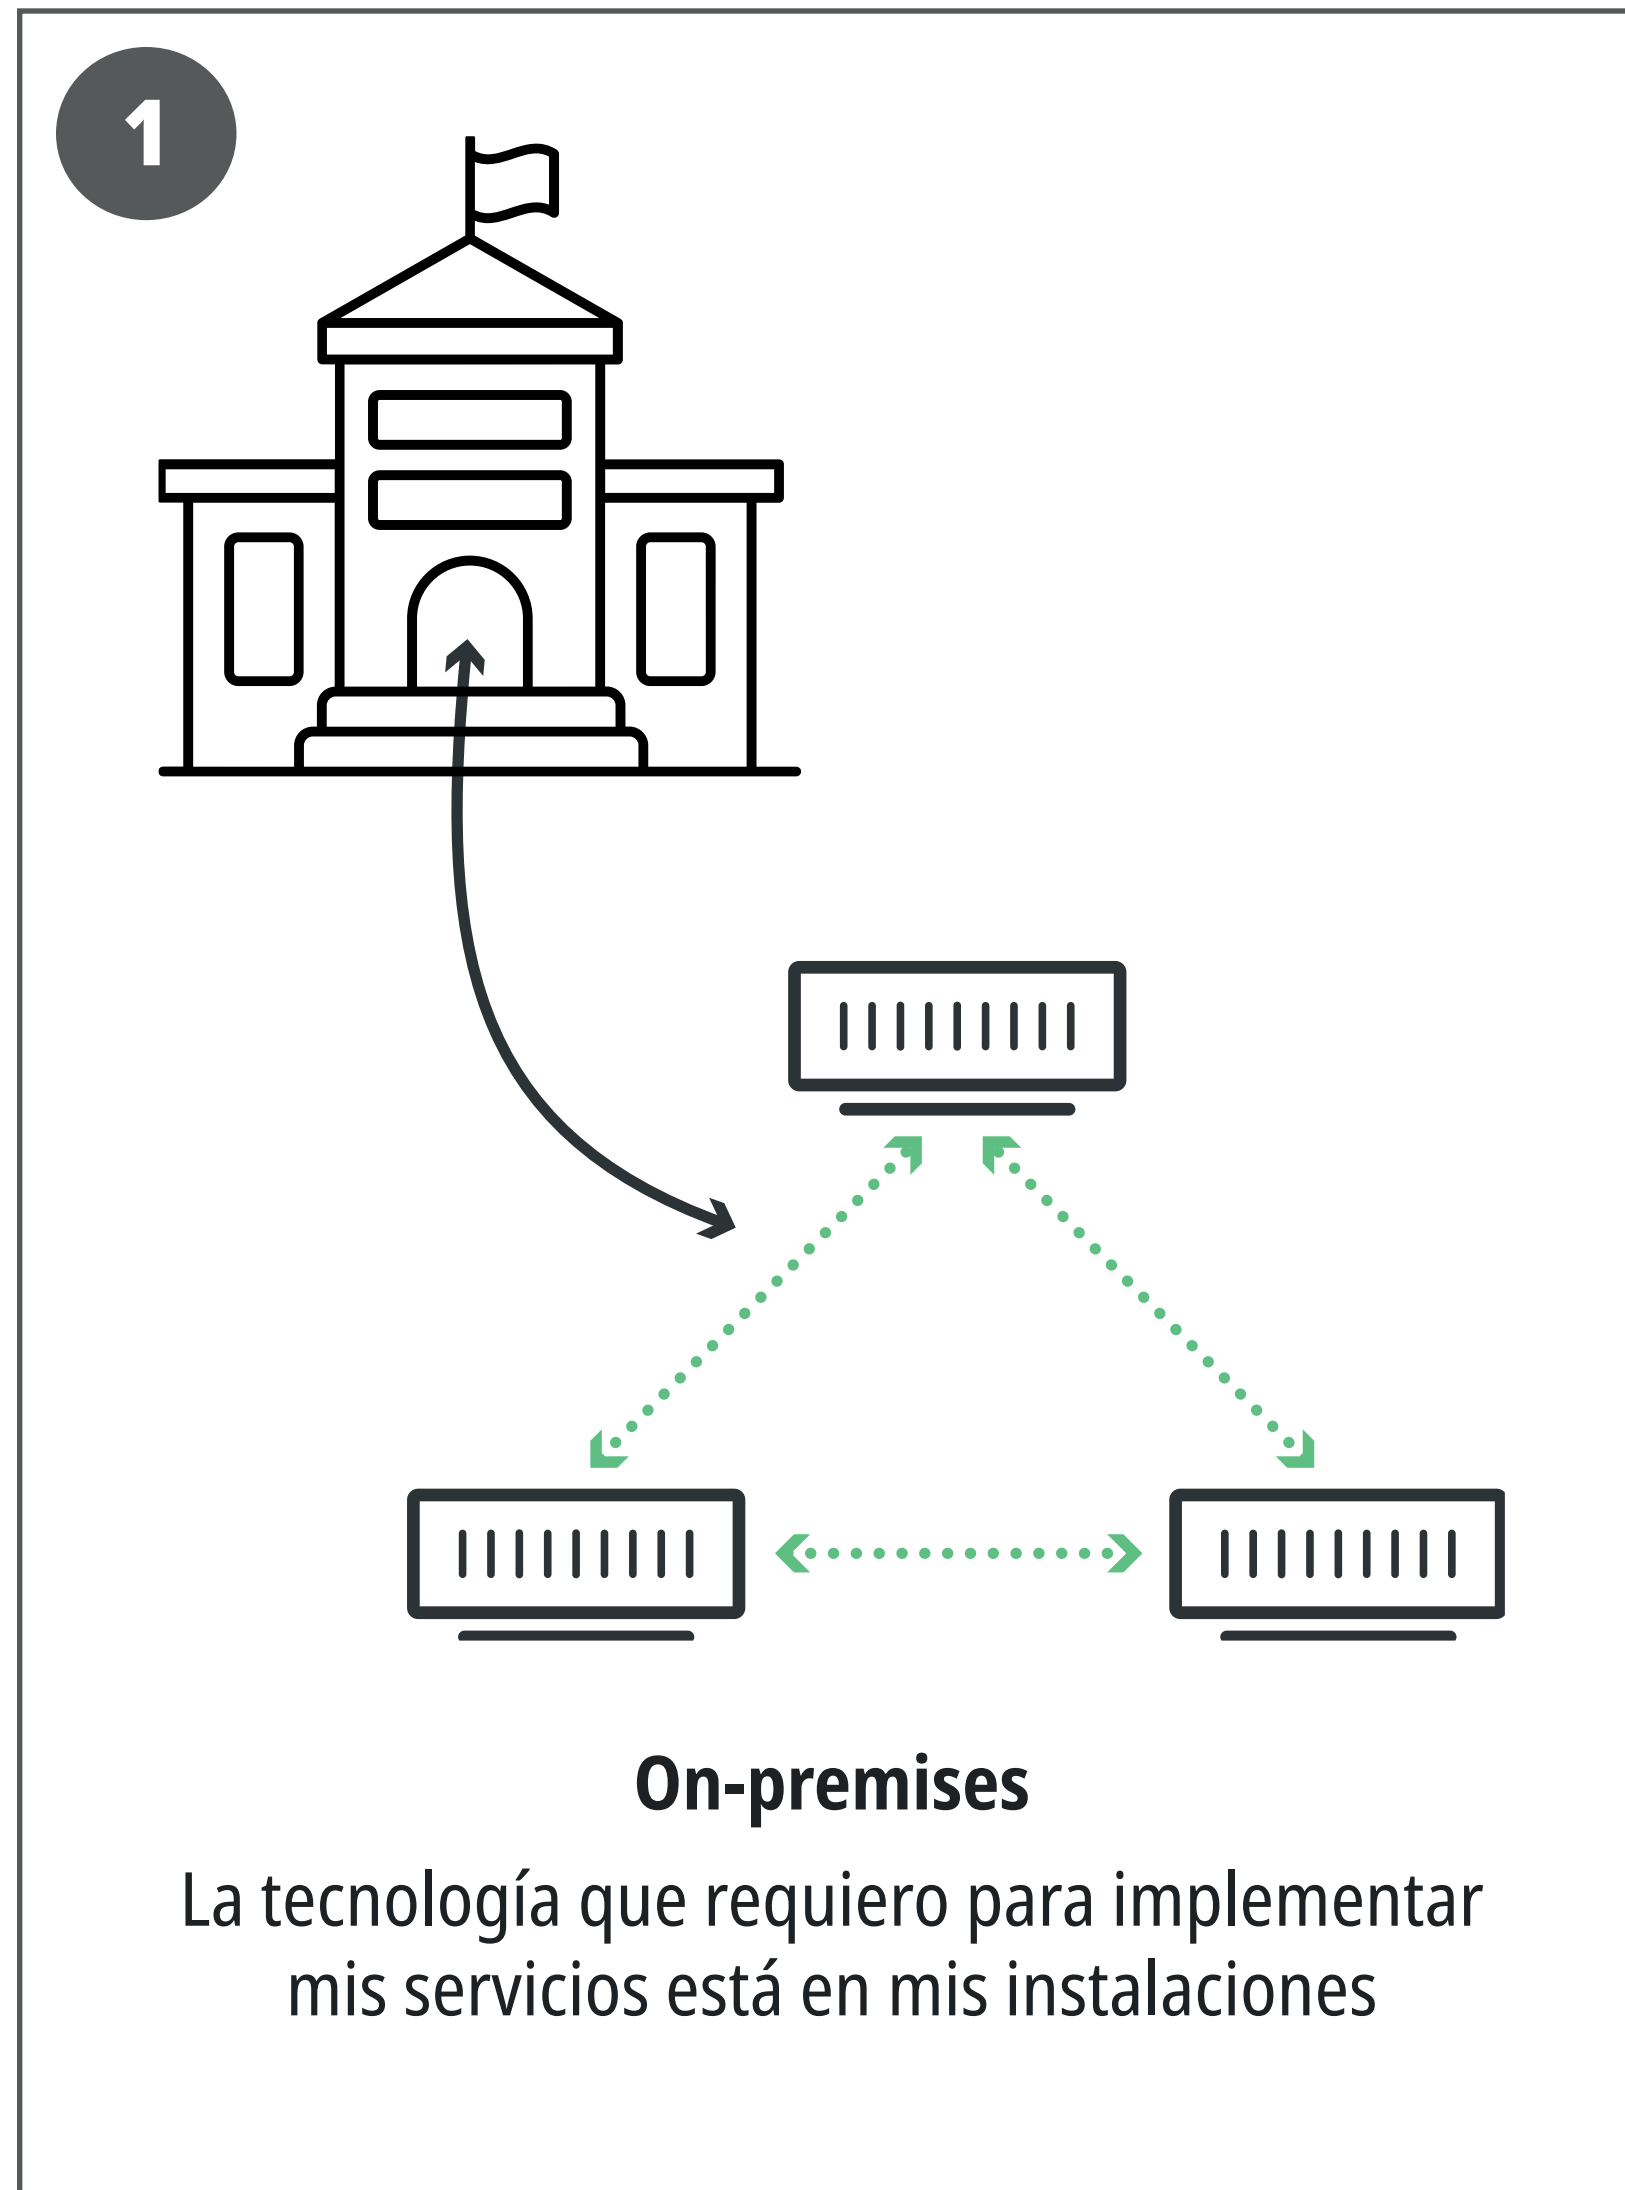 1
On-premises
La tecnología que requiero para implementar
mis servicios está en mis instalaciones